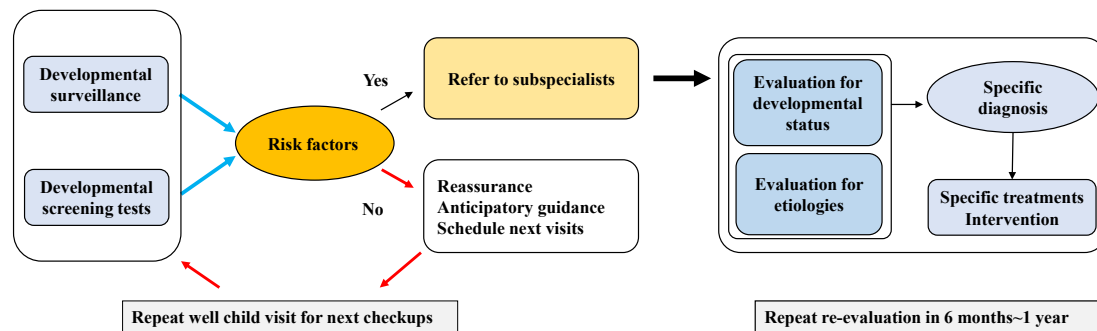 Developmental
surveillance
Developmental
screening tests
Risk factors
Yes
No
Refer to subspecialists
Reassurance
Anticipatory guidance
Schedule next visits
Repeat well child visit for next checkups
Evaluation for
developmental
status
Evaluation for
etiologies
Specific
diagnosis
Specific treatments
Intervention
Repeat re-evaluation in 6 months~1 year